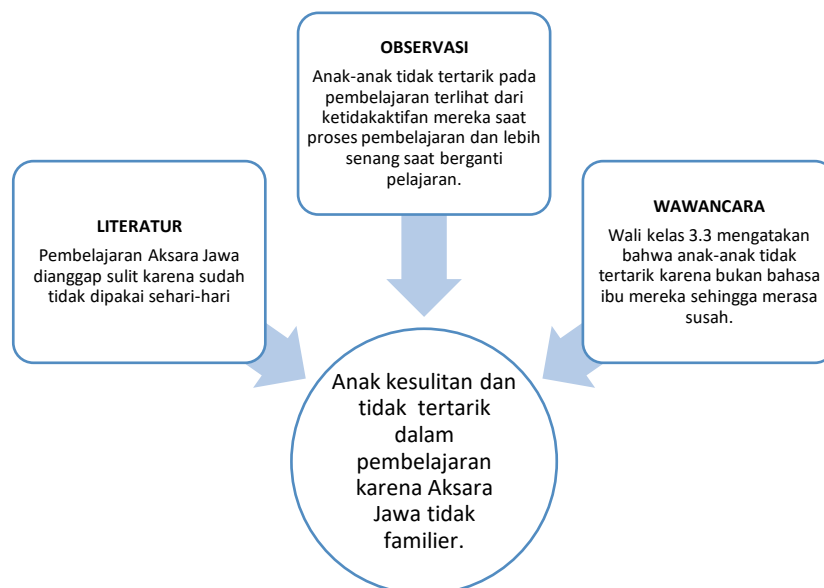 OBSERVASI
Anak-anak tidak tertarik pada
pembelajaran terlihat dari
ketidakaktifan mereka saat
proses pembelajaran dan lebih
senang saat berganti
pelajaran.
LITERATUR
Pembelajaran Aksara Jawa
dianggap sulit karena sudah
tidak dipakai sehari-hari
WAWANCARA
Wali kelas 3.3 mengatakan
bahwa anak-anak tidak
tertarik karena bukan bahasa
ibu mereka sehingga merasa
susah.
Anak kesulitan dan
tidak tertarik
dalam
pembelajaran
karena Aksara
Jawa tidak
familier.